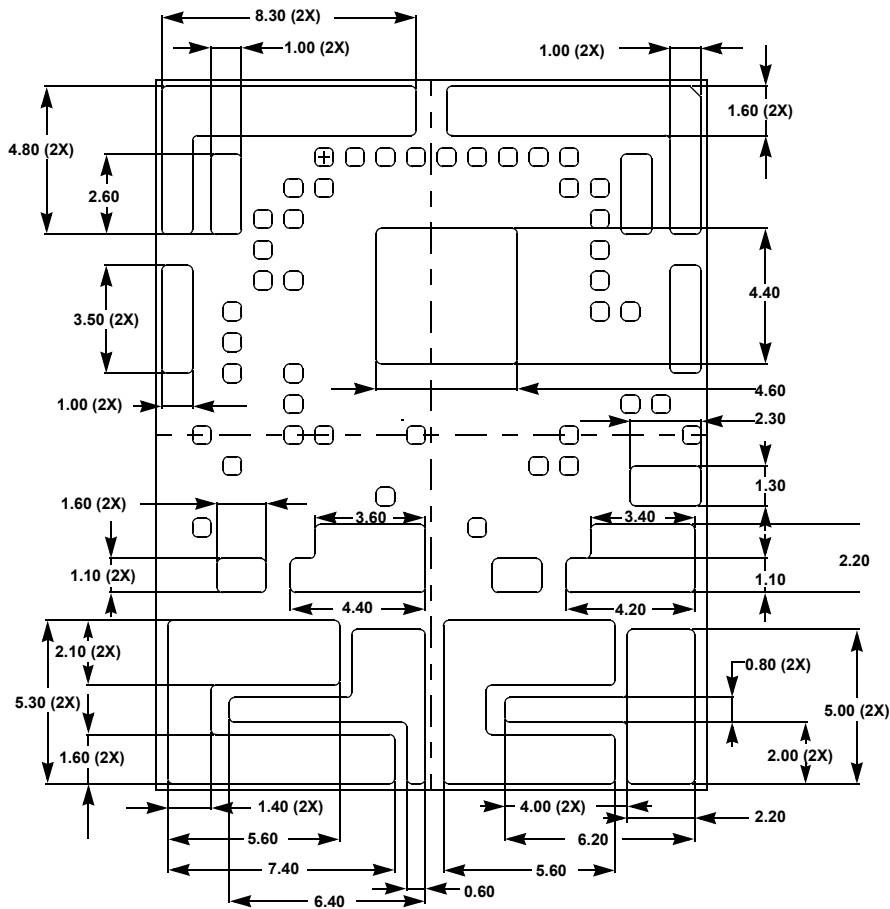 8.30 (2X)
1.00 (2X)
1.00 (2X)
1.60 (2X)
4.80 (2X)
2.60
4.40
3.50 (2X)
4.60
1.00 (2X)
2.30
1.30
1.60 (2X)
3.60
3.40
2.20
1.10 (2X)
1.10
4.40
4.20
2.10 (2X)
0.80 (2X)
5.30 (2X)
5.00 (2X)
1.60 (2X)
2.00 (2X)
1.40 (2X)
4.00 (2X)
2.20
5.60
6.20
7.40
5.60
0.60
6.40